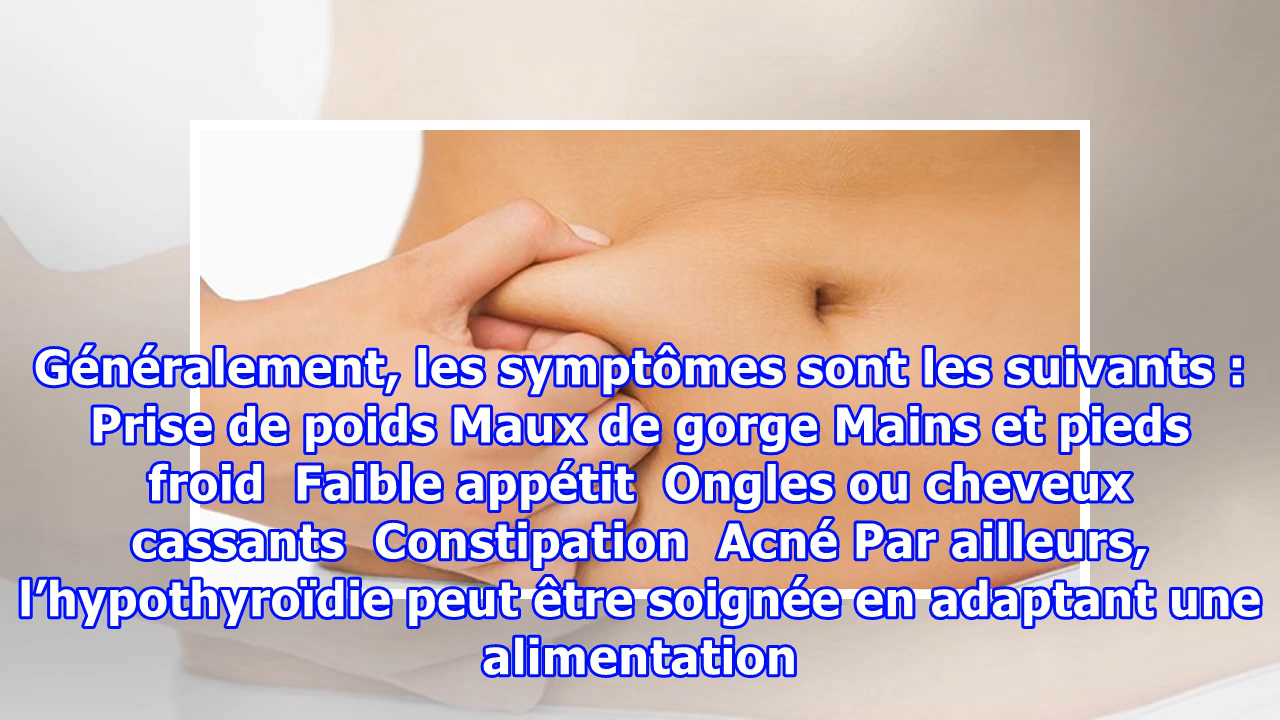 Généralement, les symptômes sont les suivants :
Prise de poids Maux de gorge Mains et pieds
froid  Faible appétit  Ongles ou cheveux
cassants  Constipation  Acné Par ailleurs,
l’hypothyroïdie peut être soignée en adaptant une
alimentation